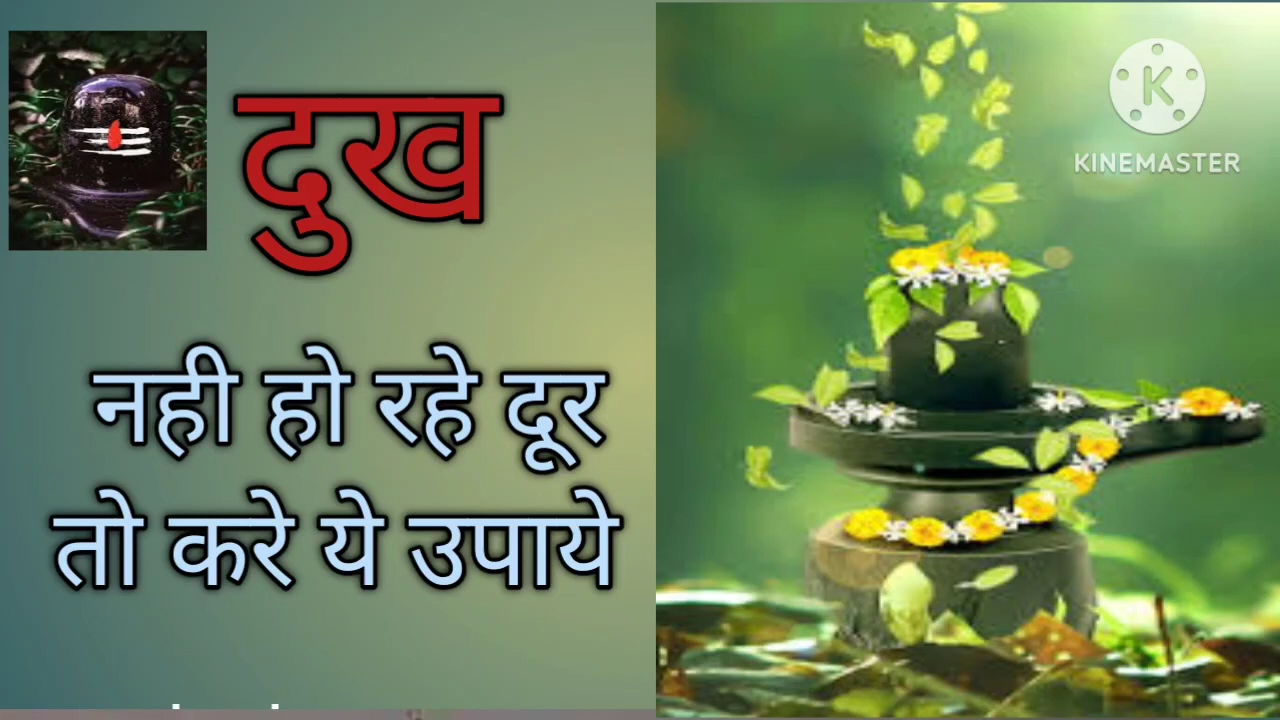 दुख
नही हो रहे दूर
तो करे ये उपाये
KINEMASTER